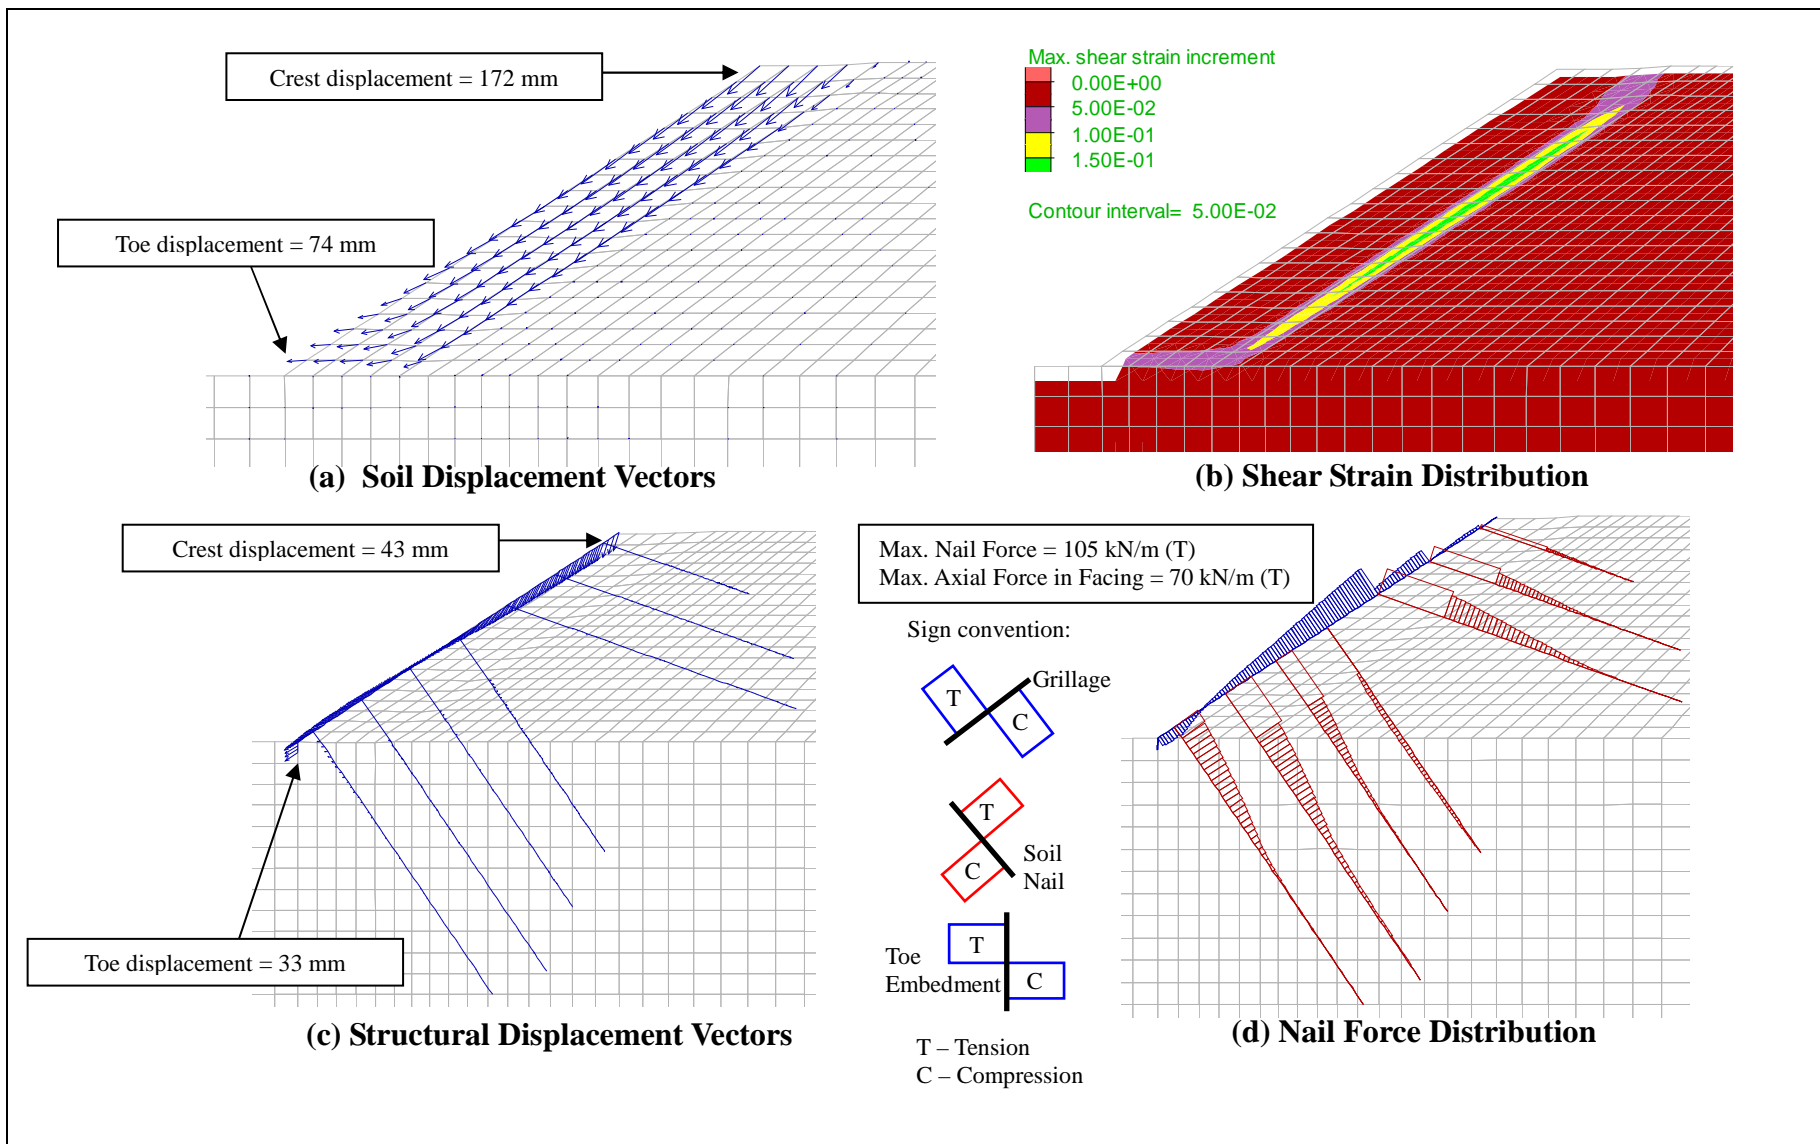 Crest displacement = 172 mm
Toe displacement = 74 mm
(a) Soil Displacement Vectors
Max. shear strain increment
0.00E+00
5.00E-02
1.00E-01
1.50E-01
Contour interval= 5.00E-02
(b) Shear Strain Distribution
Crest displacement = 43 mm
Toe displacement = 33 mm
(c) Structural Displacement Vectors
Max. Nail Force = 105 kN/m (T)
Max. Axial Force in Facing = 70 kN/m (T)
Sign convention:
Grillage
T
C
T
C
Soil
Nail
T
C
Toe
Embedment
T – Tension
C – Compression
(d) Nail Force Distribution